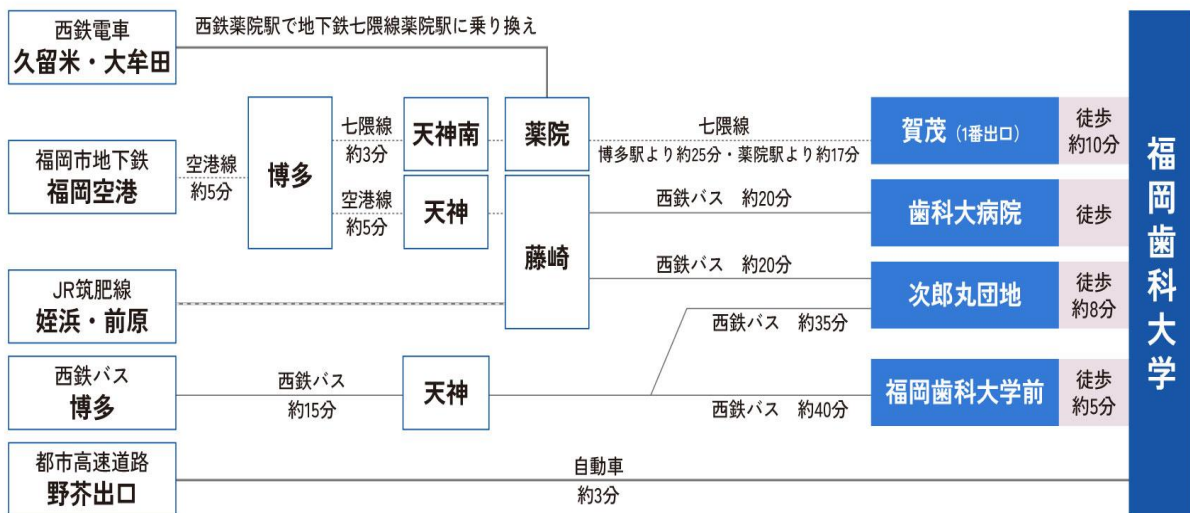 西鉄電車
久留米・大牟田
西鉄薬院駅で地下鉄七隈線薬院駅に乗り換え
福岡市地下鉄
福岡空港
空港線
約5分
博多
七隈線
約3分
天神南
薬院
七隈線
博多駅より約25分・薬院駅より約17分
賀茂（1番出口）
徒歩
約10分
空港線
約5分
天神
藤崎
西鉄バス　約20分
歯科大病院
徒歩
西鉄バス　約20分
次郎丸団地
徒歩
約8分
JR筑肥線
姪浜・前原
西鉄バス　約35分
西鉄バス
博多
西鉄バス
約15分
天神
西鉄バス　約40分
福岡歯科大学前
徒歩
約5分
都市高速道路
野芥出口
自動車
約3分
福岡歯科大学